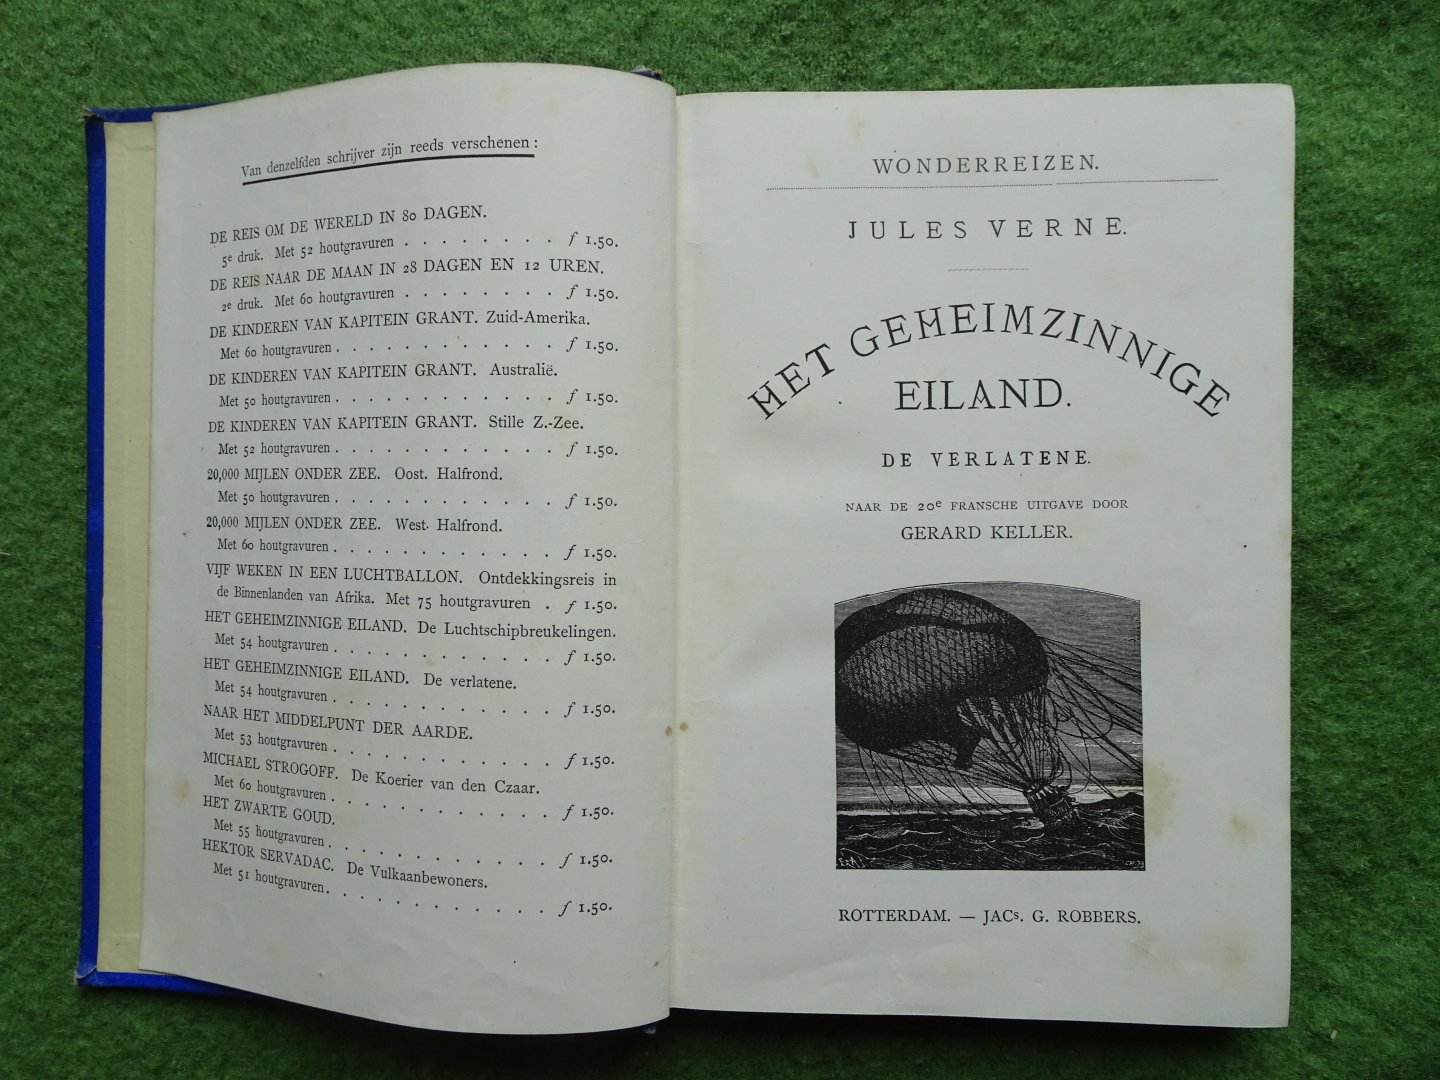 Van denzelfden schrijver zijn reeds verschenen:
DE REIS OM DE WERELD IN 80 DAGEN.
5e druk. Met 52 houtgravuren . . . . . . . . f 1.50.
DE REIS NAAR DE MAAN IN 28 DAGEN EN 12 UREN.
2e druk. Met 60 houtgravuren . . . . . . . . f 1.50.
DE KINDEREN VAN KAPITEIN GRANT. Zuid-Amerika.
Met 60 houtgravuren . . . . . . . . . . . . f 1.50.
DE KINDEREN VAN KAPITEIN GRANT. Australië.
Met 50 houtgravuren . . . . . . . . . . . . f 1.50.
DE KINDEREN VAN KAPITEIN GRANT. Stille Z.-Zee.
Met 52 houtgravuren . . . . . . . . . . . . f 1.50.
20,000 MIJLEN ONDER ZEE. Oost. Halfrond.
Met 50 houtgravuren . . . . . . . . . . . . f 1.50.
20,000 MIJLEN ONDER ZEE. West. Halfrond.
Met 60 houtgravuren . . . . . . . . . . . . f 1.50.
VIJF WEKEN IN EEN LUCHTBALLON. Ontdekkingsreis in
de Binnenlanden van Afrika. Met 75 houtgravuren . f 1.50.
HET GEHEIMZINNIGE EILAND. De Luchtschipbreukelingen.
Met 54 houtgravuren . . . . . . . . . . . . f 1.50.
HET GEHEIMZINNIGE EILAND. De verlatene.
Met 54 houtgravuren . . . . . . . . . . . . f 1.50.
NAAR HET MIDDELPUNT DER AARDE.
Met 53 houtgravuren . . . . . . . . . . . . f 1.50.
MICHAEL STROGOFF. De Koerier van den Czaar.
Met 60 houtgravuren . . . . . . . . . . . . f 1.50.
HET ZWARTE GOUD.
Met 55 houtgravuren . . . . . . . . . . . . f 1.50.
HEKTOR SERVADAC. De Vulkaanbewoners.
Met 51 houtgravuren . . . . . . . . . . . . f 1.50.
WONDERREIZEN.
JULES VERNE.
HET GEHEIMZINNIGE
EILAND.
DE VERLATENE.
NAAR DE 20e FRANSCHE UITGAVE DOOR
GERARD KELLER.
ROTTERDAM. — JACs. G. ROBBERS.